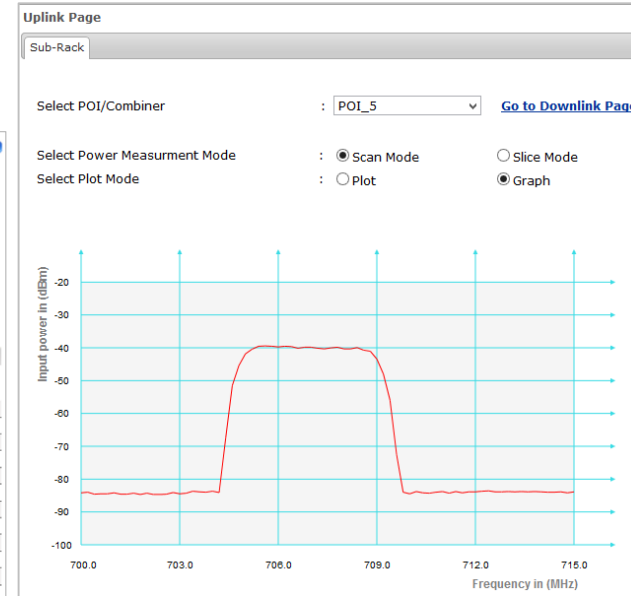 Uplink Page
Sub-Rack
Select POI/Combiner : POI_5 Go to Downlink Page
Select Power Measurment Mode : Scan Mode Slice Mode
Select Plot Mode : Plot Graph
Input power in (dBm)
-20
-30
-40
-50
-60
-70
-80
-90
-100
700.0 703.0 706.0 709.0 712.0 715.0
Frequency in (MHz)